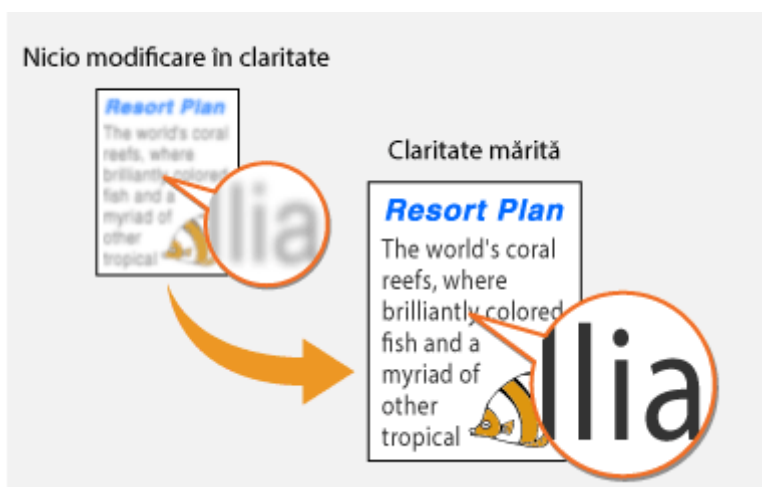 Nicio modificare în claritate
Resort Plan
The world's coral
reefs, where
brilliantly colored
fish and a
myriad of
other
tropical
lia
Claritate mărită
Resort Plan
The world's coral
reefs, where
brilliantly colored
fish and a
myriad of
other
tropical
llia